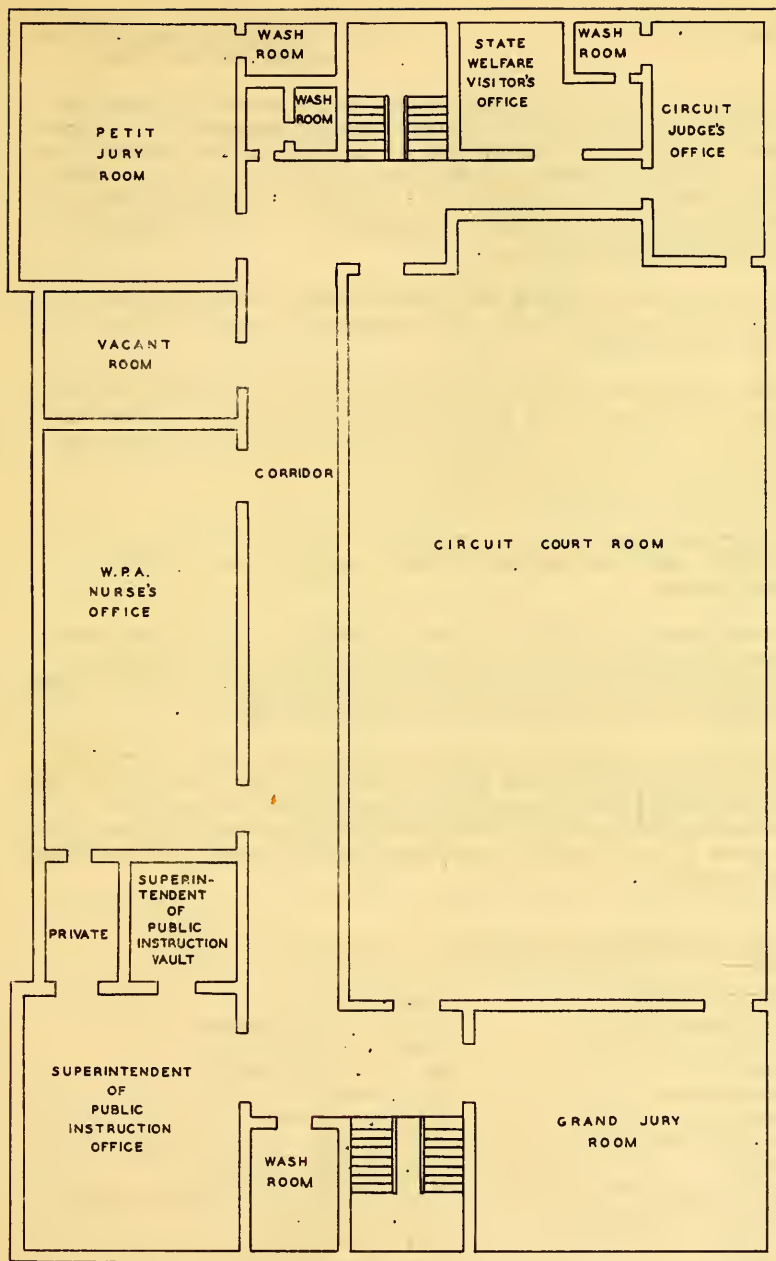 WASH
ROOM
STATE
WELFARE
VISITOR'S
OFFICE
WASH
ROOM
PETIT
JURY
ROOM
WASH
ROOM
CIRCUIT
JUDGE'S
OFFICE
VACANT
ROOM
CORRIDOR
CIRCUIT COURT ROOM
W.P.A.
NURSE'S
OFFICE
PRIVATE
SUPERIN-
TENDENT
OF
PUBLIC
INSTRUCTION
VAULT
SUPERINTENDENT
OF
PUBLIC
INSTRUCTION
OFFICE
WASH
ROOM
GRAND JURY
ROOM